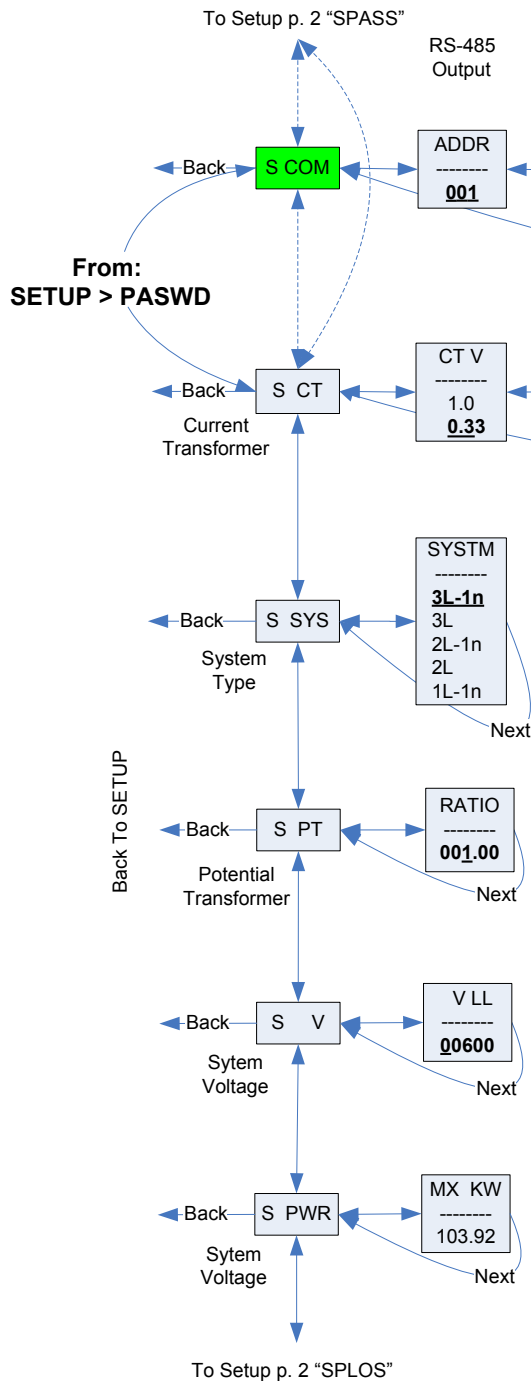 To Setup p. 2 “SPASS”
RS-485
Output
Back
S COM
ADDR
--------
001
From:
SETUP > PASWD
Back
S CT
Current
Transformer
CT V
--------
1.0
0.33
Back
S SYS
System
Type
SYSTM
--------
3L-1n
3L
2L-1n
2L
1L-1n
Next
Back To SETUP
Back
S PT
Potential
Transformer
RATIO
--------
001.00
Next
Back
S V
Sytem
Voltage
V LL
--------
00600
Next
Back
S PWR
Sytem
Voltage
MX KW
--------
103.92
Next
To Setup p. 2 “SPLOS”